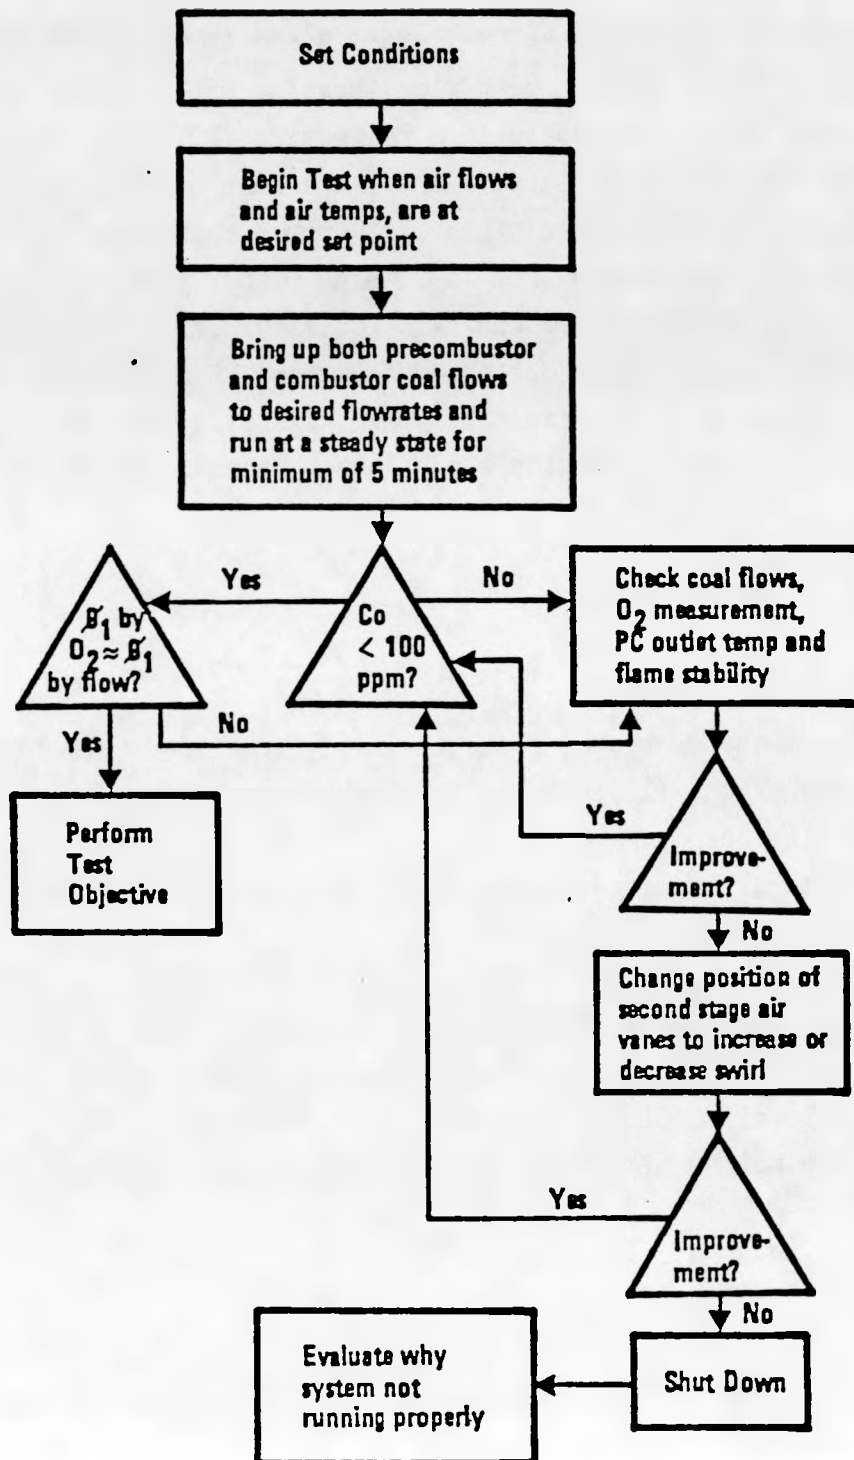 Set Conditions
Begin Test when air flows
and air temps, are at
desired set point
Bring up both precombustor
and combustor coal flows
to desired flowrates and
run at a steady state for
minimum of 5 minutes
Yes
No
Ø₁ by
O₂ ≈ Ø₁
by flow?
Co
< 100
ppm?
Check coal flows,
O₂ measurement,
PC outlet temp and
flame stability
Yes
No
Perform
Test
Objective
Yes
Improve-
ment?
No
Change position of
second stage air
vanes to increase or
decrease swirl
Yes
Improve-
ment?
No
Evaluate why
system not
running properly
Shut Down